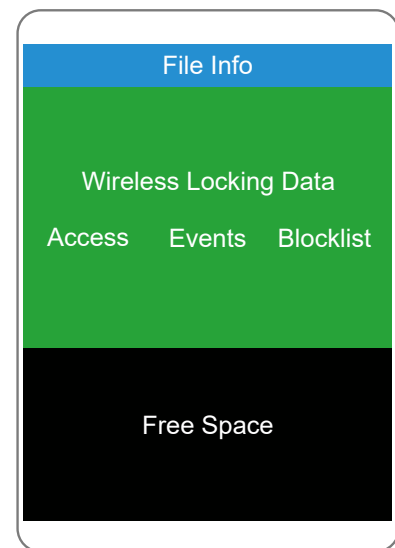 File Info
Wireless Locking Data
Access Events Blocklist
Free Space